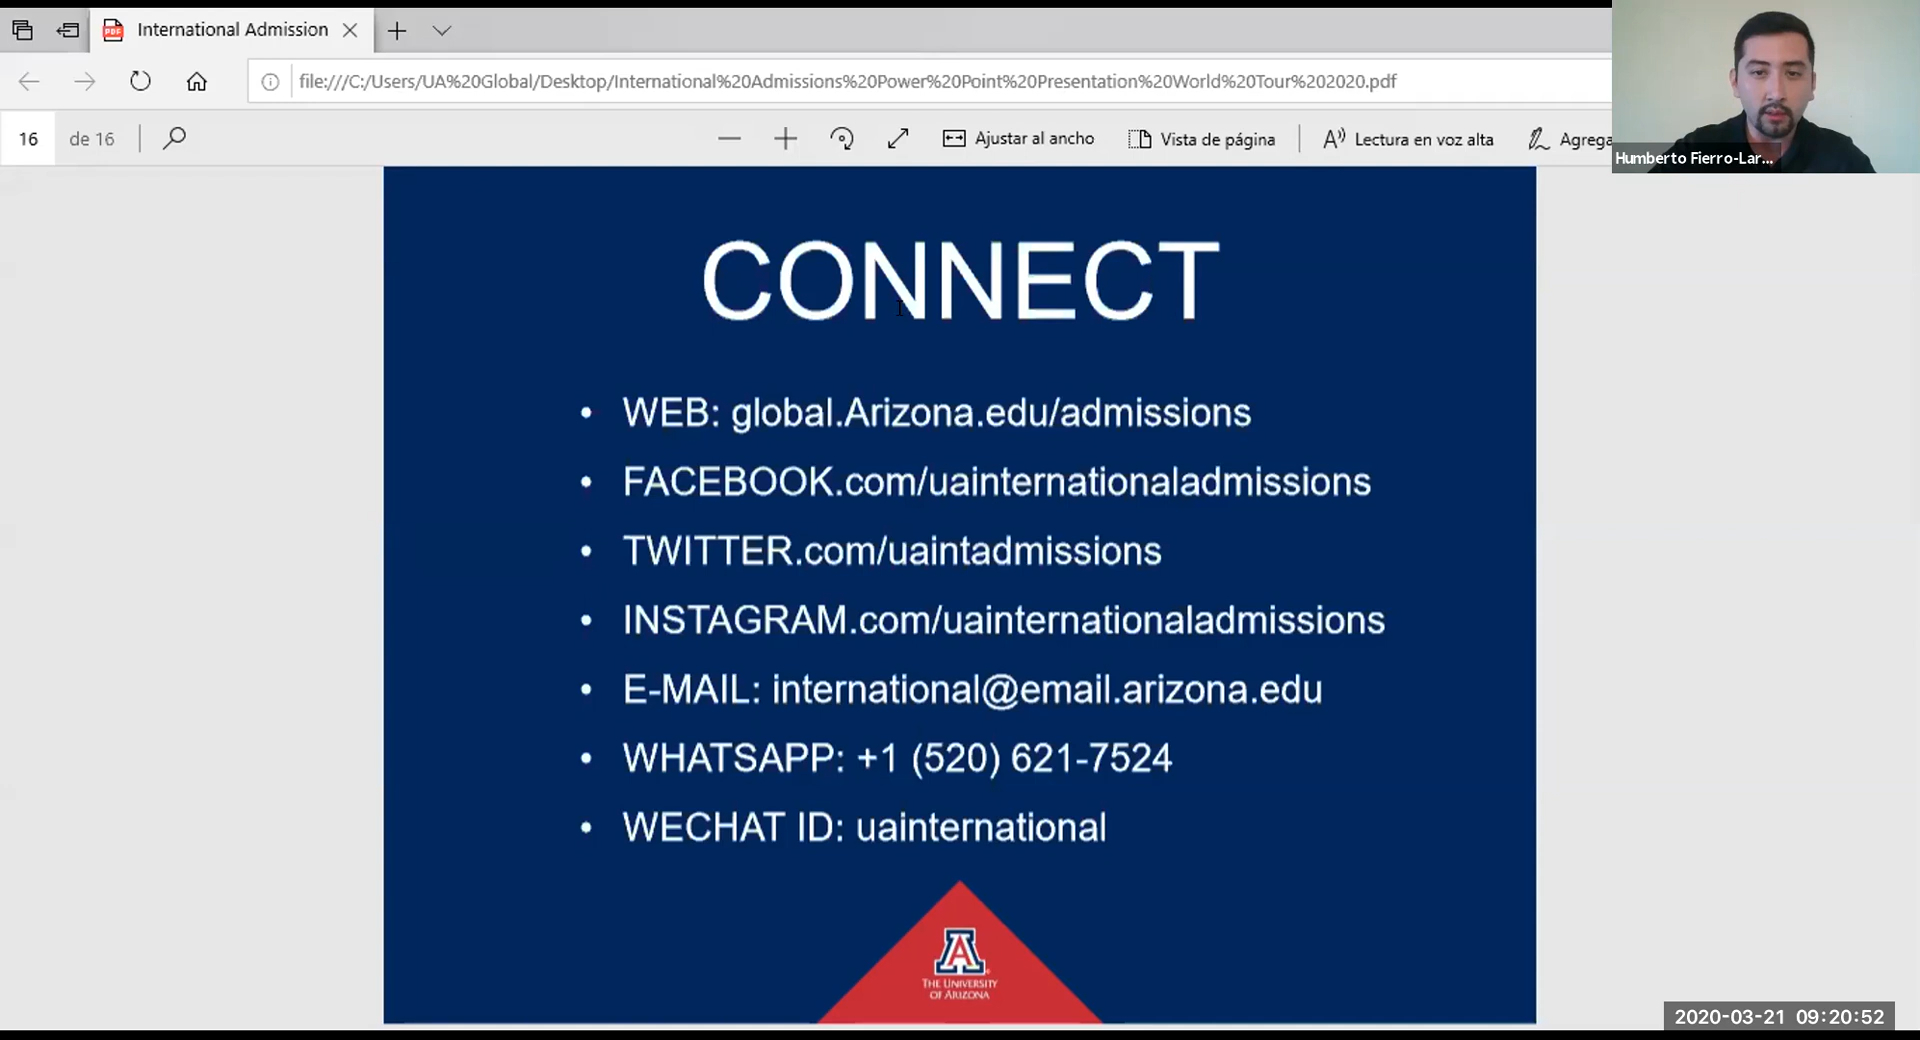 International Admission
file:///C:/Users/UA%20Global/Desktop/International%20Admissions%20Power%20Point%20Presentation%20World%20Tour%202020.pdf
16 de 16
Ajustar al ancho
Vista de página
Lectura en voz alta
Agrega
Humberto Fierro-Lar...
CONNECT
• WEB: global.Arizona.edu/admissions
• FACEBOOK.com/uainternationaladmissions
• TWITTER.com/uaintadmissions
• INSTAGRAM.com/uainternationaladmissions
• E-MAIL: international@email.arizona.edu
• WHATSAPP: +1 (520) 621-7524
• WECHAT ID: uainternational
A
THE UNIVERSITY
OF ARIZONA
2020-03-21 09:20:52